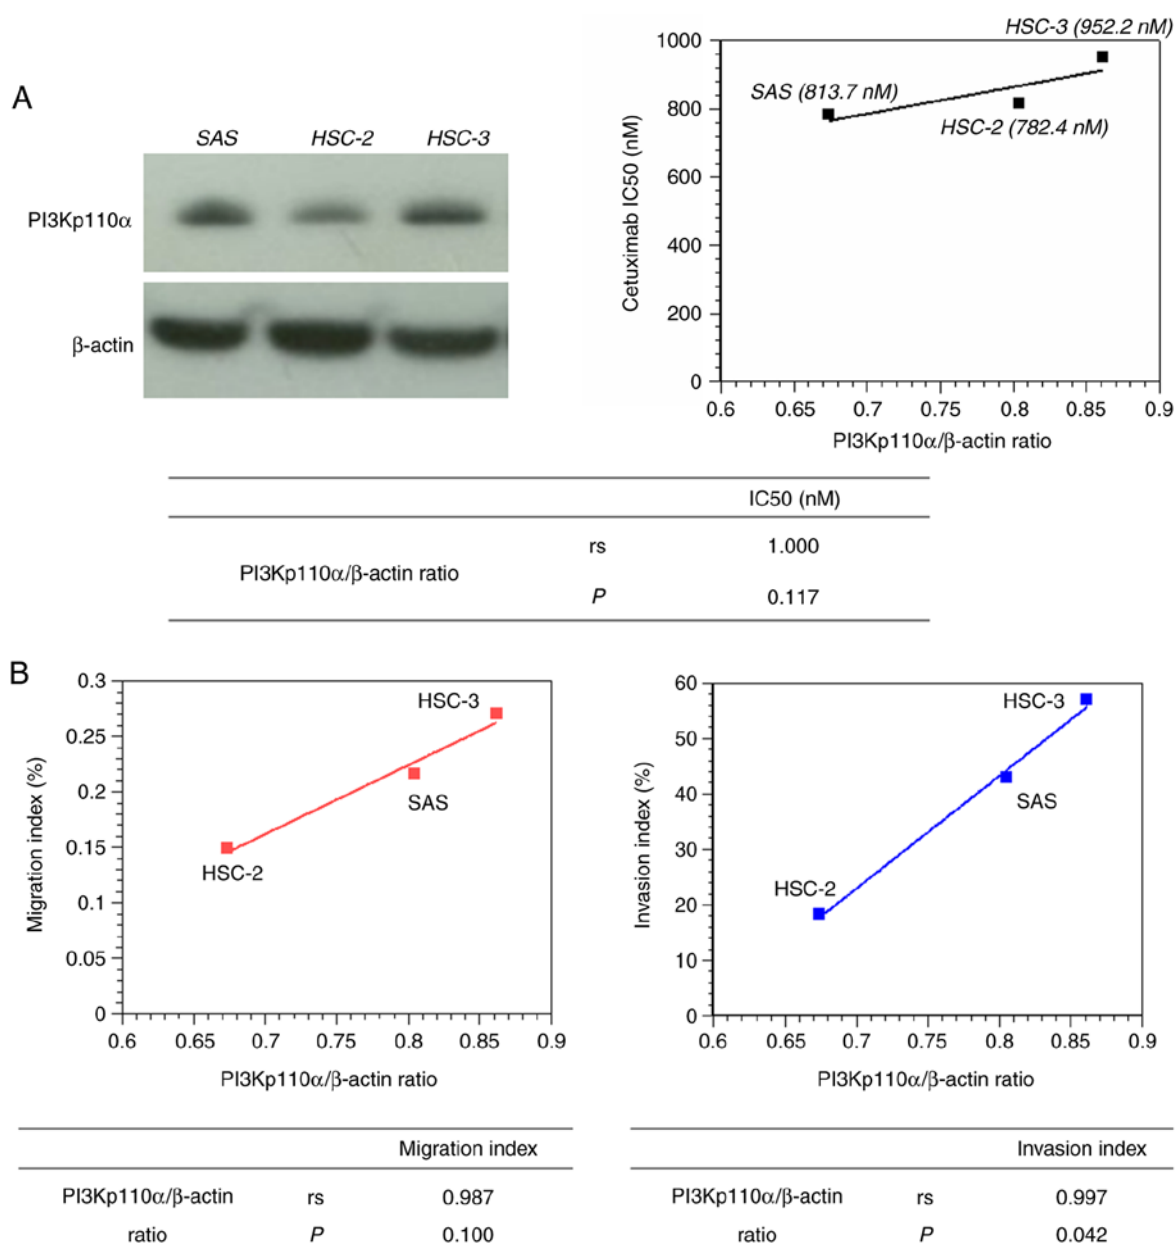 A
SAS HSC-2 HSC-3
PI3Kp110α
β-actin
HSC-3 (952.2 nM)
SAS (813.7 nM)
HSC-2 (782.4 nM)
Cetuximab IC50 (nM)
1000
800
600
400
200
0
0.6 0.65 0.7 0.75 0.8 0.85 0.9
PI3Kp110α/β-actin ratio
IC50 (nM)
PI3Kp110α/β-actin ratio
rs 1.000
P 0.117
B
Migration index (%)
0.3
0.25
0.2
0.15
0.1
0.05
0
HSC-3
SAS
HSC-2
0.6 0.65 0.7 0.75 0.8 0.85 0.9
PI3Kp110α/β-actin ratio
Migration index
PI3Kp110α/β-actin rs 0.987
ratio P 0.100
Invasion index (%)
60
50
40
30
20
10
0
HSC-3
SAS
HSC-2
0.6 0.65 0.7 0.75 0.8 0.85 0.9
PI3Kp110α/β-actin ratio
Invasion index
PI3Kp110α/β-actin rs 0.997
ratio P 0.042